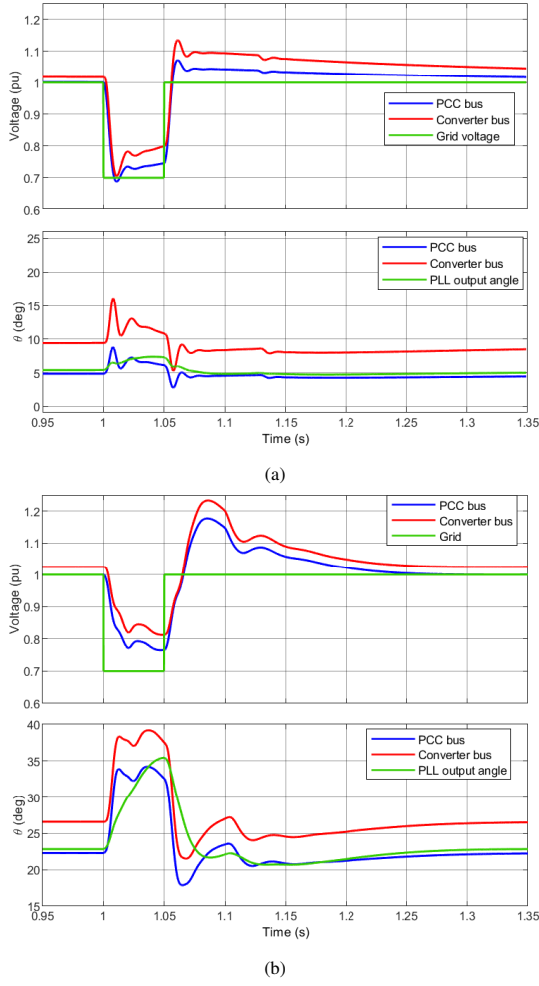 1.2
1.1
1
0.9
0.8
0.7
0.6
Voltage (pu)
PCC bus
Converter bus
Grid voltage
25
20
15
10
5
0
θ (deg)
PCC bus
Converter bus
PLL output angle
0.95 1 1.05 1.1 1.15 1.2 1.25 1.3 1.35
Time (s)
(a)
1.2
1.1
1
0.9
0.8
0.7
0.6
Voltage (pu)
PCC bus
Converter bus
Grid
40
35
30
25
20
15
θ (deg)
PCC bus
Converter bus
PLL output angle
0.95 1 1.05 1.1 1.15 1.2 1.25 1.3 1.35
Time (s)
(b)